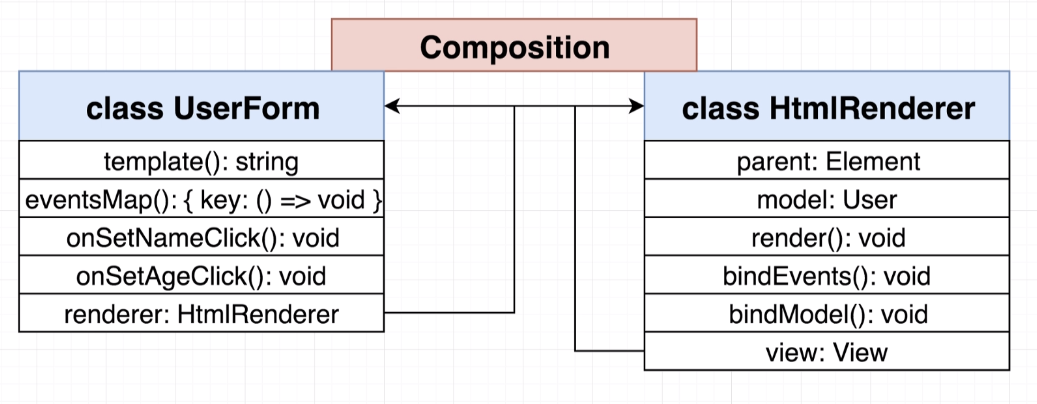 Composition
class UserForm
template(): string
eventsMap(): { key: () => void }
onSetNameClick(): void
onSetAgeClick(): void
renderer: HtmlRenderer
class HtmlRenderer
parent: Element
model: User
render(): void
bindEvents(): void
bindModel(): void
view: View